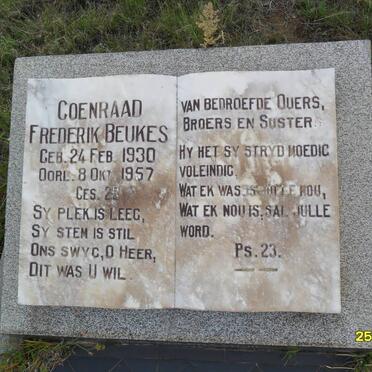 COENRAAD
FREDERIK BEUKES
GEB. 24 FEB. 1930
OORL. 8 OKT. 1957
GES. 23
SY PLEK IS LEEG,
SY STEM IS STIL
ONS SWYG, O HEER,
DIT WAS U WIL.
VAN BEDROEFDE OUERS,
BROERS EN SUSTER.
HY HET SY STRYD MOEDIG
VOLEINDIG.
WAT EK WAS, IS JULLE NOU,
WAT EK NOU IS, SAL JULLE
WORD.
PS. 23.
25